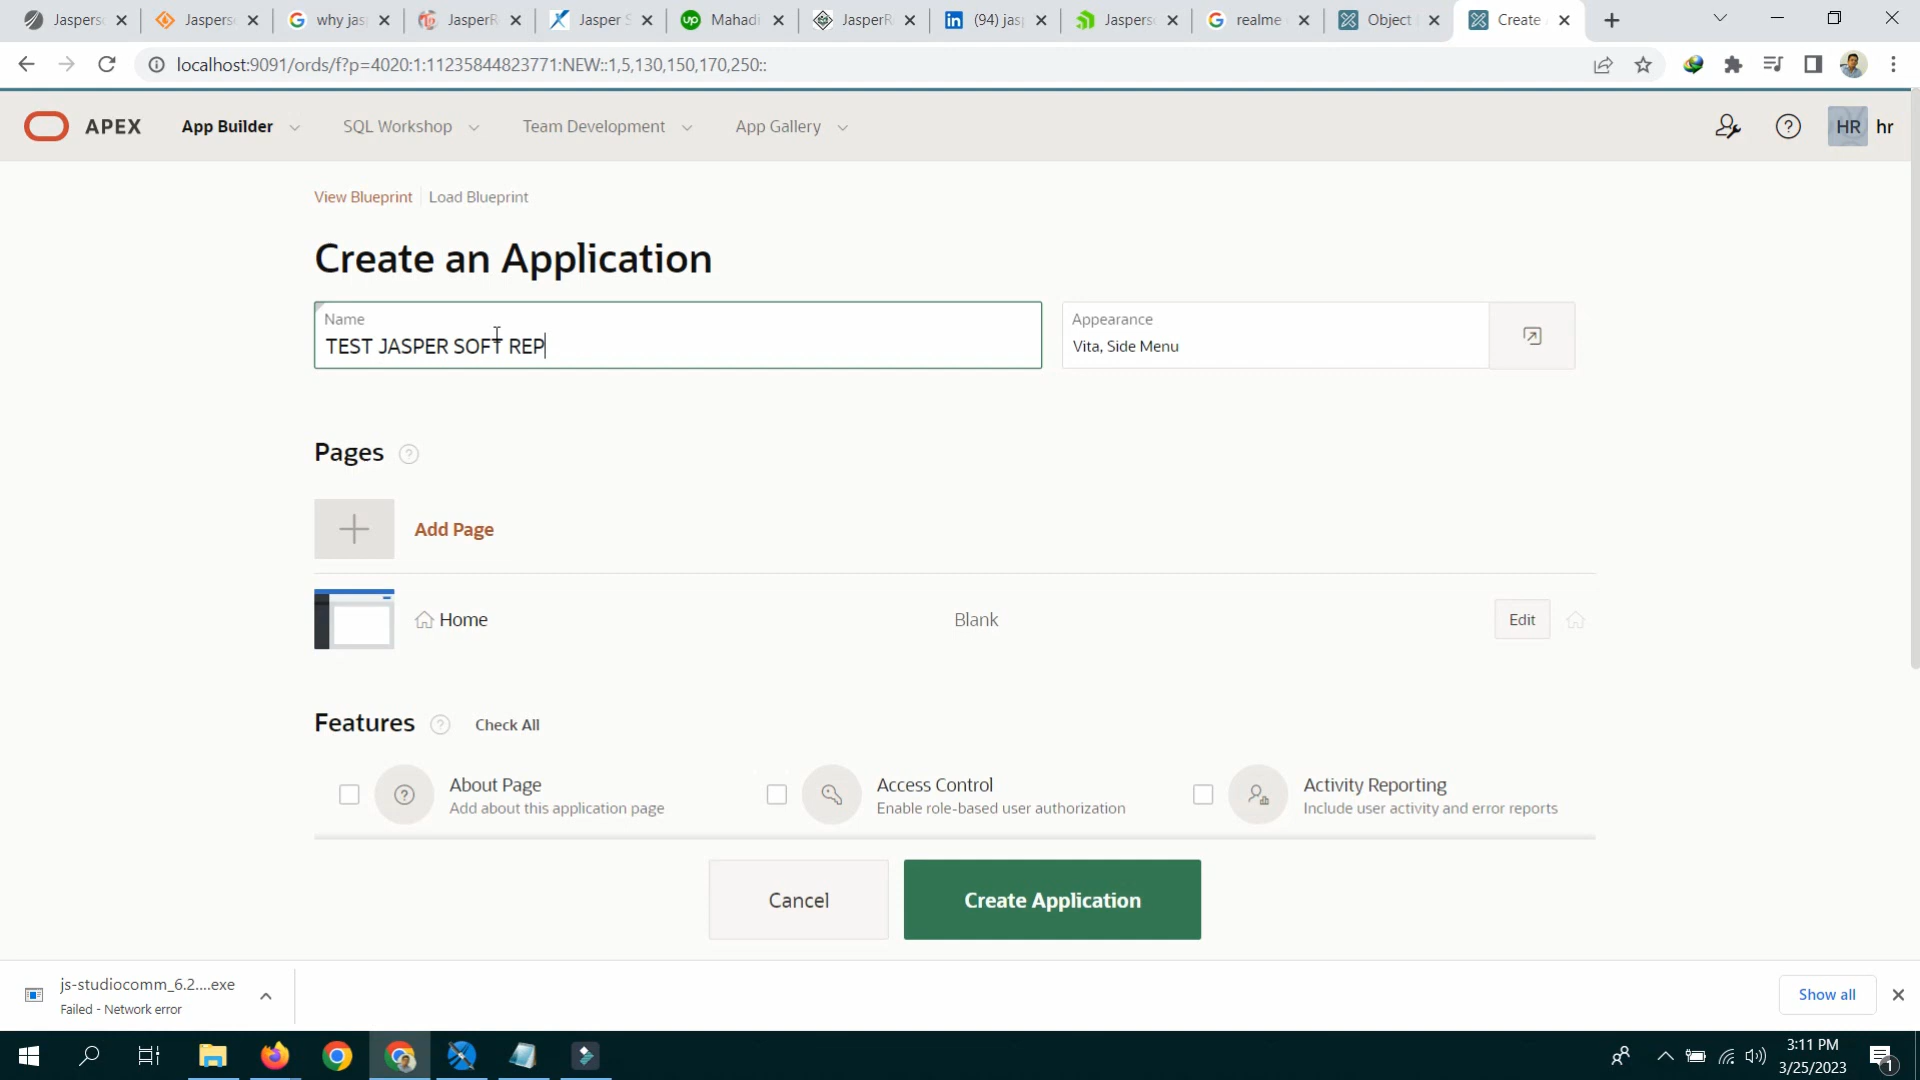 Jaspers
Jaspers
why jas
JasperR
Jasper S
Mahadi
JasperR
(94) jas
Jaspers
realme
Object
Create
localhost:9091/ords/f?p=4020:1:11235844823771:NEW::1,5,130,150,170,250::
APEX
App Builder
SQL Workshop
Team Development
App Gallery
HR hr
View Blueprint
Load Blueprint
Create an Application
Name
TEST JASPER SOFT REP
Appearance
Vita, Side Menu
Pages
Add Page
Home
Blank
Edit
Features
Check All
About Page
Add about this application page
Access Control
Enable role-based user authorization
Activity Reporting
Include user activity and error reports
Cancel
Create Application
js-studiocomm_6.2....exe
Failed - Network error
Show all
3:11 PM
3/25/2023
1